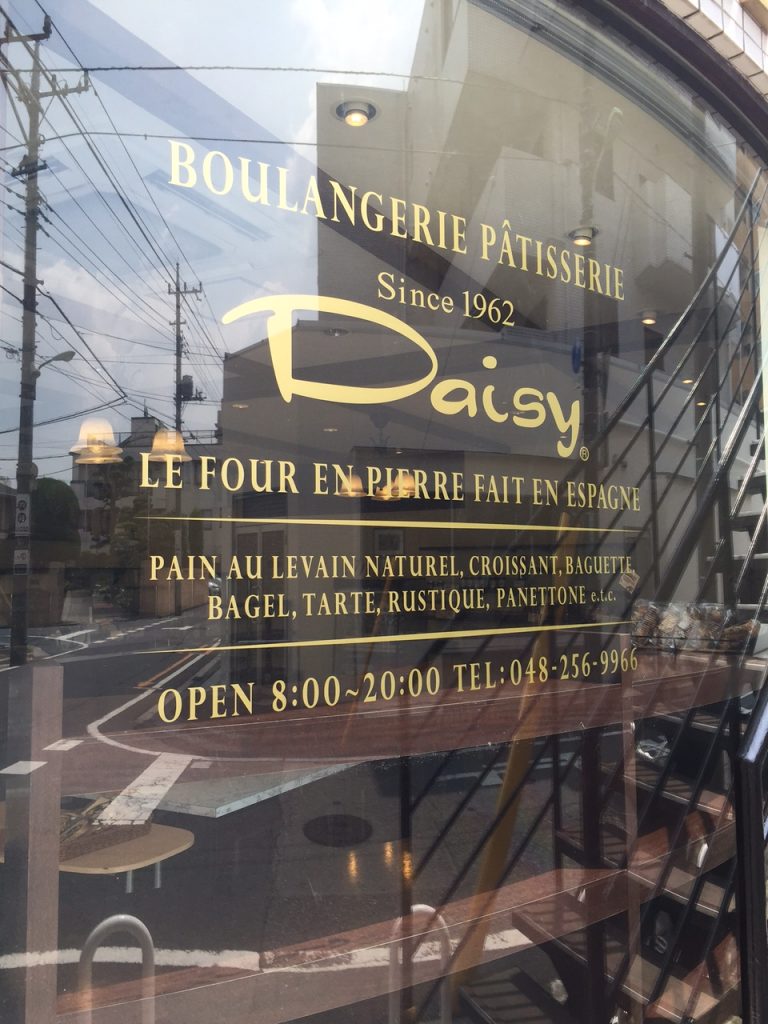 BOULANGERIE PÂTISSERIE
Since 1962
Daisy®
LE FOUR EN PIERRE FAIT EN ESPAGNE
PAIN AU LEVAIN NATUREL, CROISSANT, BAGUETTE,
BAGEL, TARTE, RUSTIQUE, PANETTONE e.t.c.
OPEN 8:00~20:00 TEL:048-256-9966